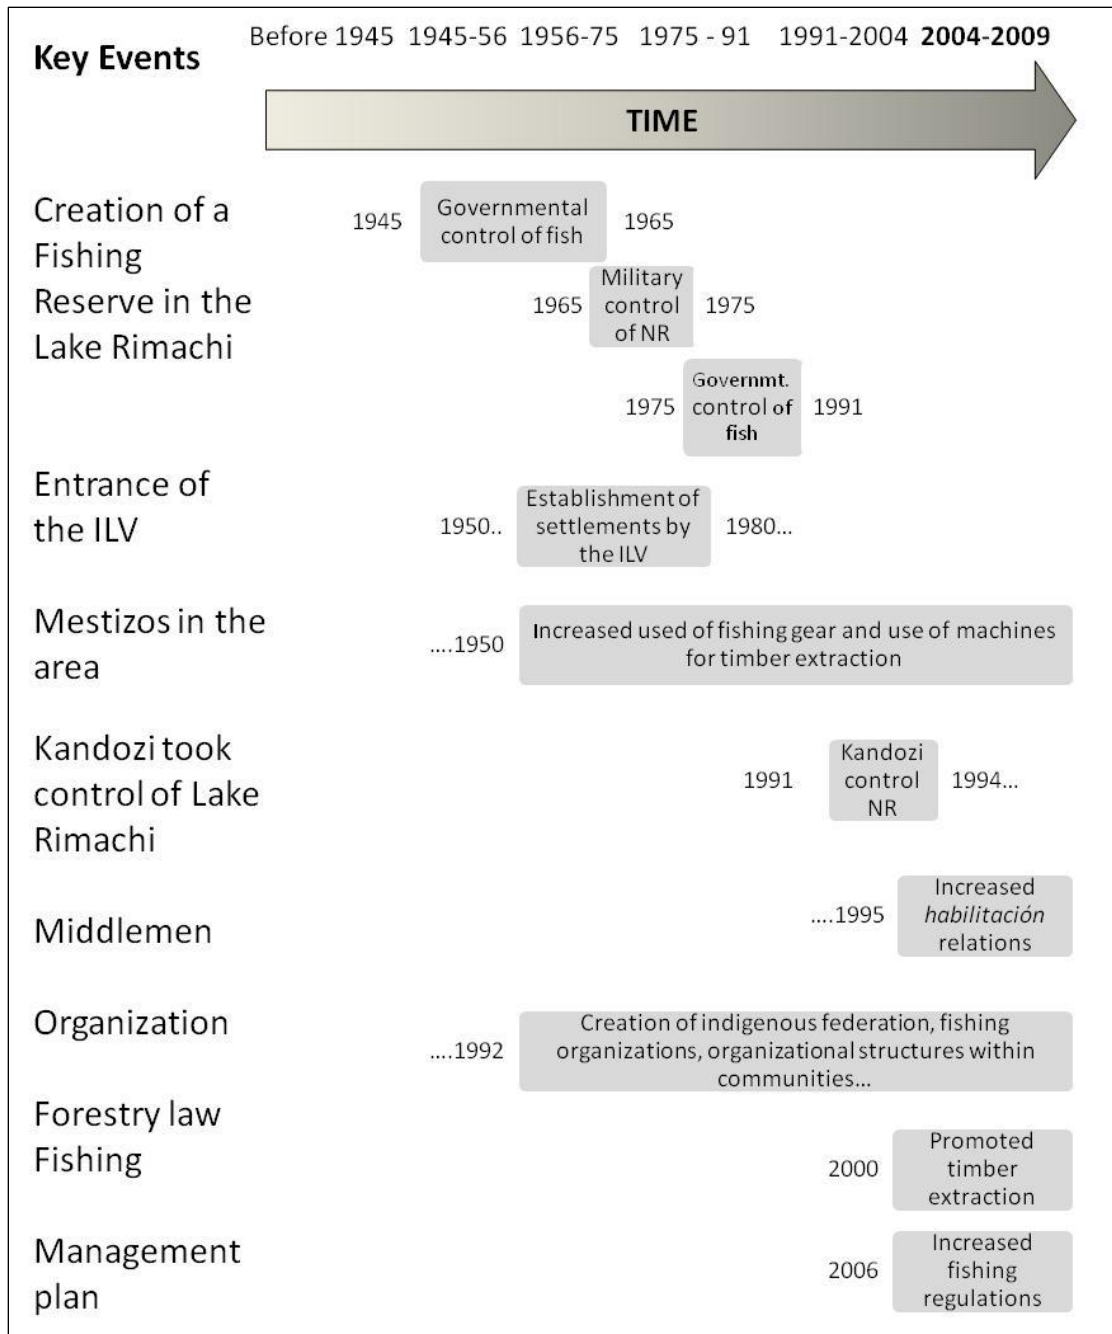 Key Events
Before 1945 1945-56 1956-75 1975 - 91 1991-2004 2004-2009
TIME
Creation of a
Fishing
Reserve in the
Lake Rimachi
1945
Governmental
control of fish
1965
1965
Military
control
of NR
1975
1975
Governmt.
control of
fish
1991
Entrance of
the ILV
1950..
Establishment of
settlements by
the ILV
1980...
Mestizos in the
area
....1950
Increased used of fishing gear and use of machines
for timber extraction
Kandozi took
control of Lake
Rimachi
1991
Kandozi
control
NR
1994...
Middlemen
....1995
Increased
habilitación
relations
Organization
....1992
Creation of indigenous federation, fishing
organizations, organizational structures within
communities...
Forestry law
Fishing
2000
Promoted
timber
extraction
Management
plan
2006
Increased
fishing
regulations